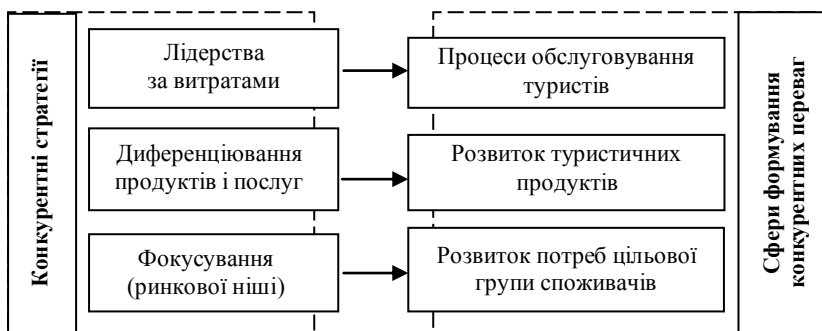 Конкурентні стратегії
Лідерства
за витратами
Процеси обслуговування
туристів
Диференціювання
продуктів і послуг
Розвиток туристичних
продуктів
Фокусування
(ринкової ніші)
Розвиток потреб цільової
групи споживачів
Сфери формування
конкурентних переваг